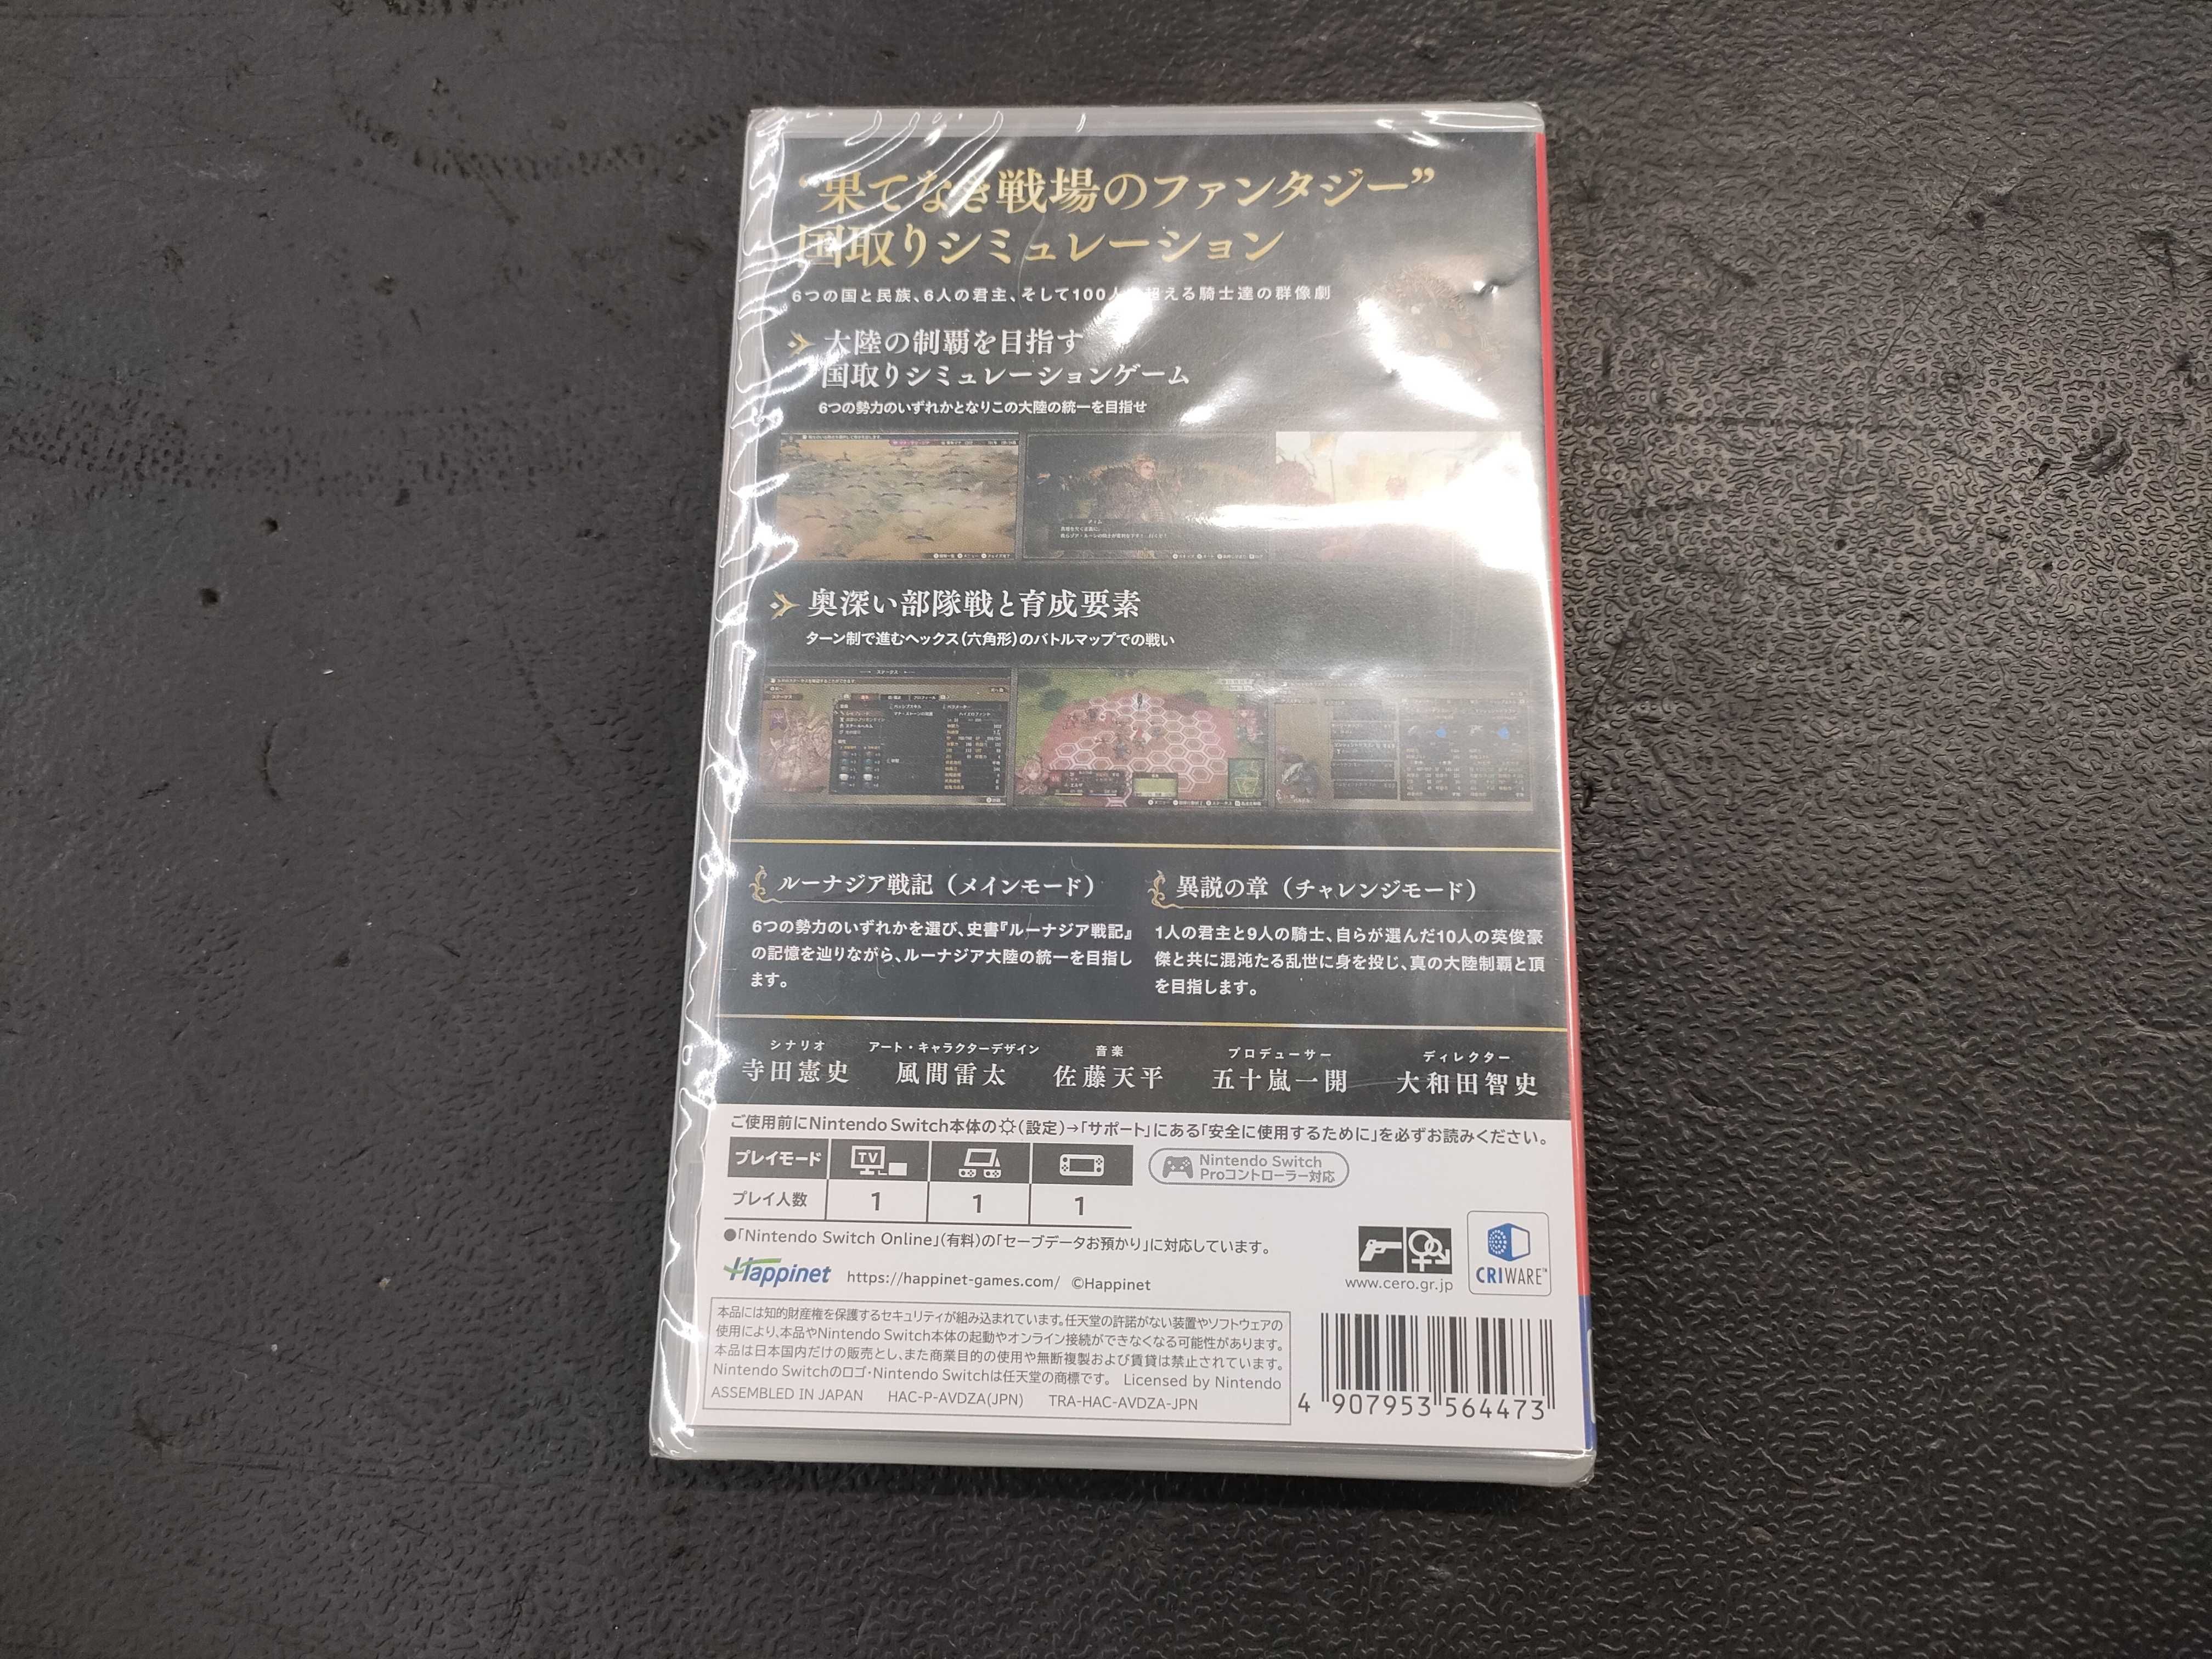 “果てなき戦場のファンタジー”
国取りシミュレーション
6つの国と民族、6人の君主、そして100人を超える騎士達の群像劇
大陸の制覇を目指す
国取りシミュレーションゲーム
6つの勢力のいずれかとなりこの大陸の統一を目指せ
奥深い部隊戦と育成要素
ターン制で進むヘックス(六角形)のバトルマップでの戦い
ルーナジア戦記（メインモード）
6つの勢力のいずれかを選び、史書『ルーナジア戦記』
の記憶を辿りながら、ルーナジア大陸の統一を目指し
ます。
異説の章（チャレンジモード）
1人の君主と9人の騎士、自らが選んだ10人の英俊豪
傑と共に混沌たる乱世に身を投じ、真の大陸制覇と頂
を目指します。
シナリオ
寺田憲史
アート・キャラクターデザイン
風間雷太
音楽
佐藤天平
プロデューサー
五十嵐一開
ディレクター
大和田智史
ご使用前にNintendo Switch本体の(設定)→「サポート」にある「安全に使用するために」を必ずお読みください。
プレイモード TV
プレイ人数 1 1 1
Nintendo Switch
Proコントローラー対応
●「Nintendo Switch Online」(有料)の「セーブデータお預かり」に対応しています。
Happinet https://happinet-games.com/ ©Happinet
www.cero.gr.jp
CRIWARE™
本品には知的財産権を保護するセキュリティが組み込まれています。任天堂の許諾がない装置やソフトウェアの
使用により、本品やNintendo Switch本体の起動やオンライン接続ができなくなる可能性があります。
本品は日本国内だけの販売とし、また商業目的の使用や無断複製および賃貸は禁止されています。
Nintendo Switchのロゴ・Nintendo Switchは任天堂の商標です。 Licensed by Nintendo
ASSEMBLED IN JAPAN HAC-P-AVDZA(JPN) TRA-HAC-AVDZA-JPN
4 907953 564473